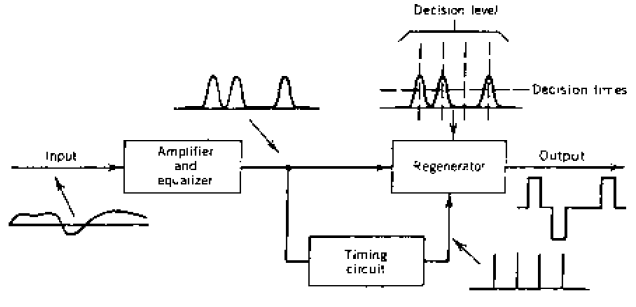 Decision level
Decision times
Input
Amplifier
and
equalizer
Regenerator
Output
Timing
circuit